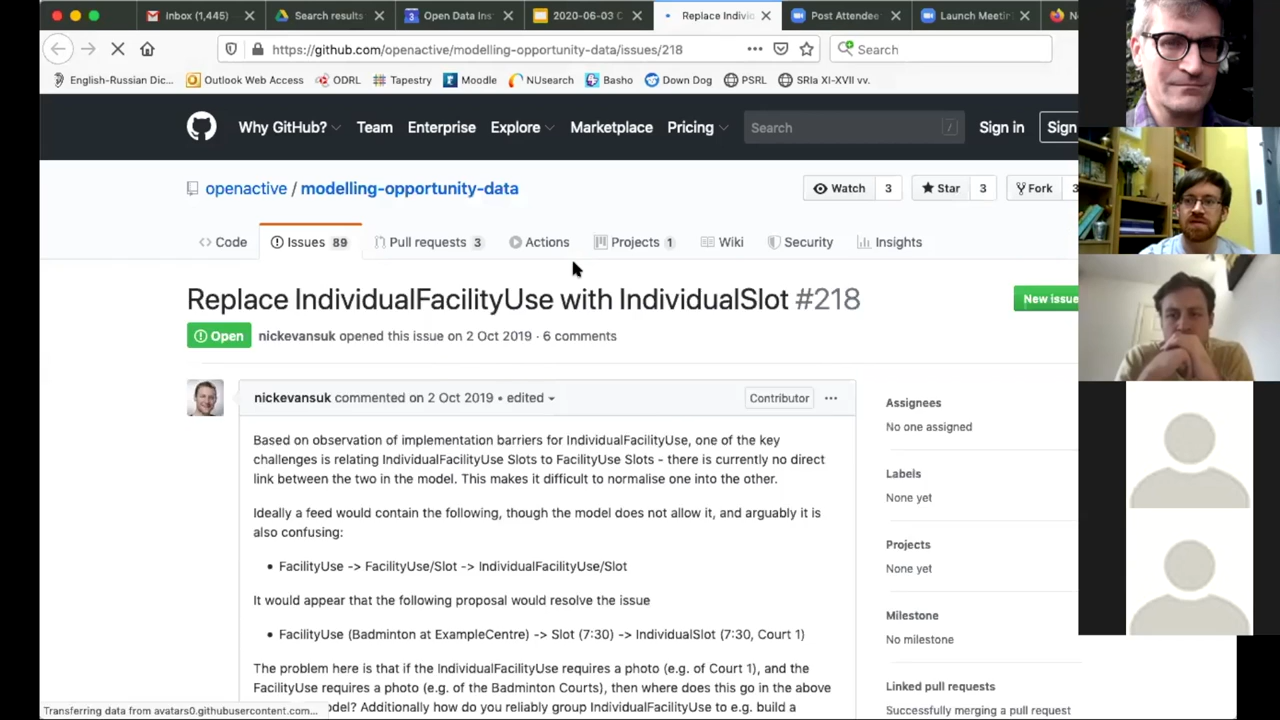 Inbox (1,445)
Search results
Open Data Ins
2020-06-03 C
Replace Indivi
Post Attendee
Launch Meetin
https://github.com/openactive/modelling-opportunity-data/issues/218
Search
English-Russian Dic...
Outlook Web Access
ODRL
Tapestry
Moodle
NUsearch
Basho
Down Dog
PSRL
SRIa XI-XVII vv.
Why GitHub?
Team
Enterprise
Explore
Marketplace
Pricing
Search /
Sign in
Sign
openactive / modelling-opportunity-data
Watch 3
Star 3
Fork 3
Code
Issues 89
Pull requests 3
Actions
Projects 1
Wiki
Security
Insights
Replace IndividualFacilityUse with IndividualSlot #218
New issue
Open nickevansuk opened this issue on 2 Oct 2019 · 6 comments
nickevansuk commented on 2 Oct 2019 • edited
Contributor
Based on observation of implementation barriers for IndividualFacilityUse, one of the key
challenges is relating IndividualFacilityUse Slots to FacilityUse Slots - there is currently no direct
link between the two in the model. This makes it difficult to normalise one into the other.
Ideally a feed would contain the following, though the model does not allow it, and arguably it is
also confusing:
• FacilityUse -> FacilityUse/Slot -> IndividualFacilityUse/Slot
It would appear that the following proposal would resolve the issue
• FacilityUse (Badminton at ExampleCentre) -> Slot (7:30) -> IndividualSlot (7:30, Court 1)
The problem here is that if the IndividualFacilityUse requires a photo (e.g. of Court 1), and the
FacilityUse requires a photo (e.g. of the Badminton Courts), then where does this go in the above
del? Additionally how do you reliably group IndividualFacilityUse to e.g. build a
Assignees
No one assigned
Labels
None yet
Projects
None yet
Milestone
No milestone
Linked pull requests
Successfully merging a pull request
Transferring data from avatars0.githubusercontent.com...